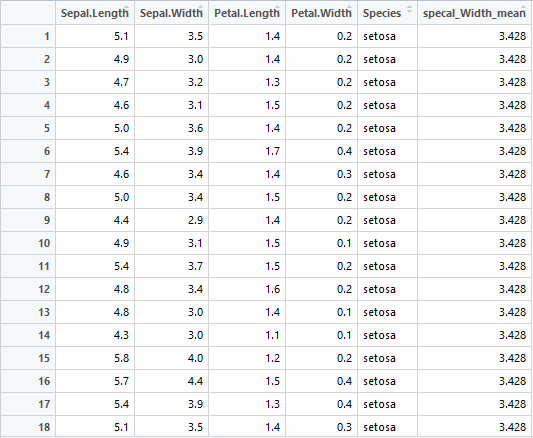 Sepal.Length Sepal.Width Petal.Length Petal.Width Species specal_Width_mean
1 5.1 3.5 1.4 0.2 setosa 3.428
2 4.9 3.0 1.4 0.2 setosa 3.428
3 4.7 3.2 1.3 0.2 setosa 3.428
4 4.6 3.1 1.5 0.2 setosa 3.428
5 5.0 3.6 1.4 0.2 setosa 3.428
6 5.4 3.9 1.7 0.4 setosa 3.428
7 4.6 3.4 1.4 0.3 setosa 3.428
8 5.0 3.4 1.5 0.2 setosa 3.428
9 4.4 2.9 1.4 0.2 setosa 3.428
10 4.9 3.1 1.5 0.1 setosa 3.428
11 5.4 3.7 1.5 0.2 setosa 3.428
12 4.8 3.4 1.6 0.2 setosa 3.428
13 4.8 3.0 1.4 0.1 setosa 3.428
14 4.3 3.0 1.1 0.1 setosa 3.428
15 5.8 4.0 1.2 0.2 setosa 3.428
16 5.7 4.4 1.5 0.4 setosa 3.428
17 5.4 3.9 1.3 0.4 setosa 3.428
18 5.1 3.5 1.4 0.3 setosa 3.428